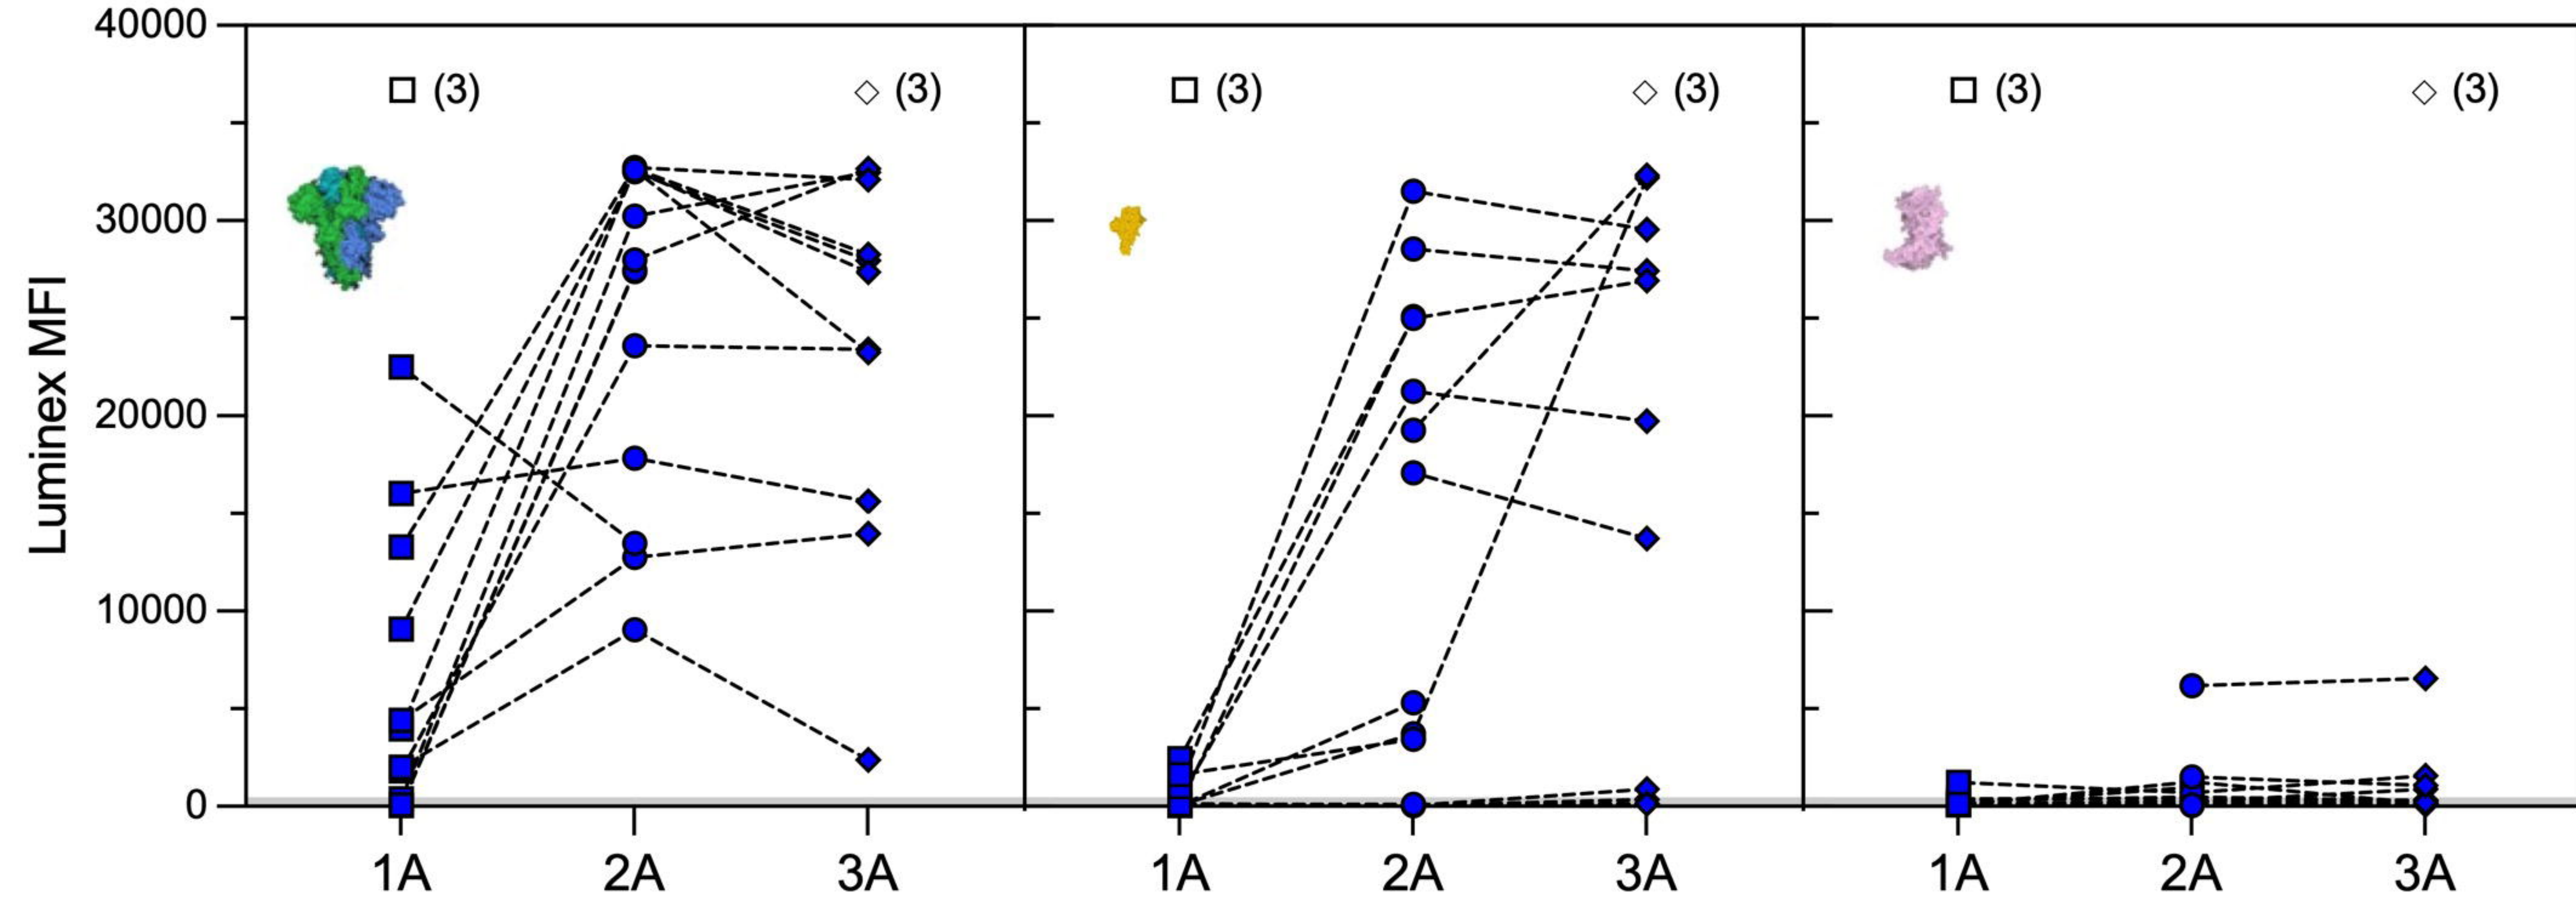 40000
30000
20000
10000
0
Luminex MFI
(3) (3) (3) (3) (3) (3)
1A 2A 3A 1A 2A 3A 1A 2A 3A